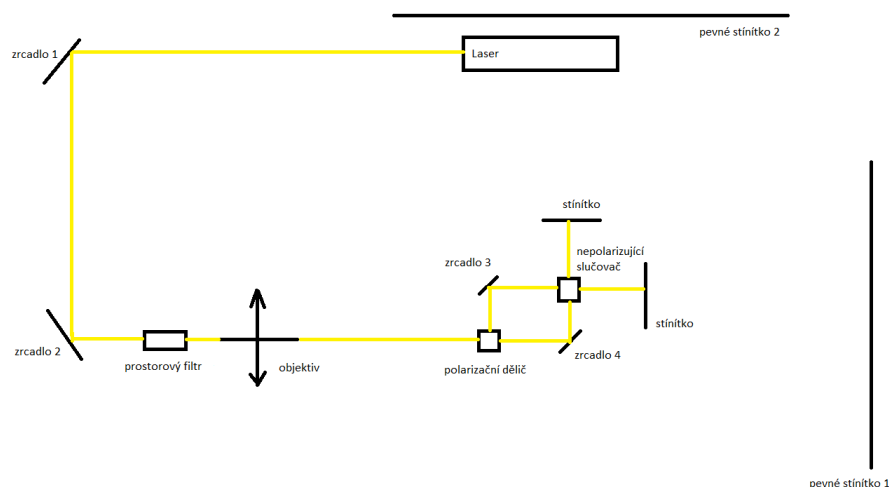 pevné stínítko 2
zrcadlo 1
Laser
stínítko
nepolarizující
slučovač
zrcadlo 3
stínítko
zrcadlo 2
prostorový filtr
objektiv
polarizační dělič
zrcadlo 4
pevné stínítko 1